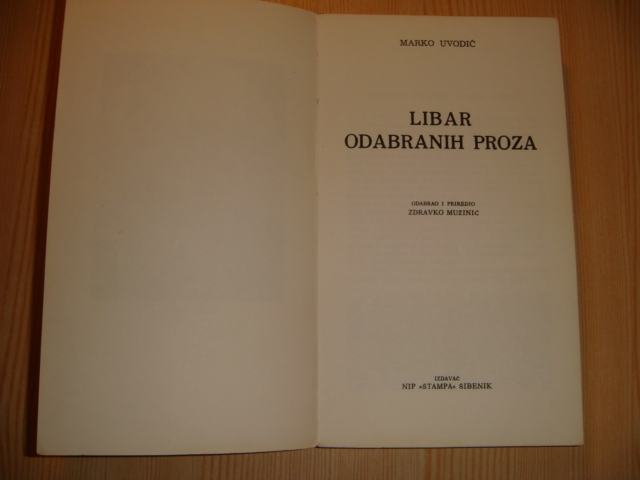 MARKO UVODIĆ
LIBAR
ODABRANIH PROZA
ODABRAO I PRIREDIO
ZDRAVKO MUŽINIĆ
IZDAVAČ
NIP »ŠTAMPA« ŠIBENIK